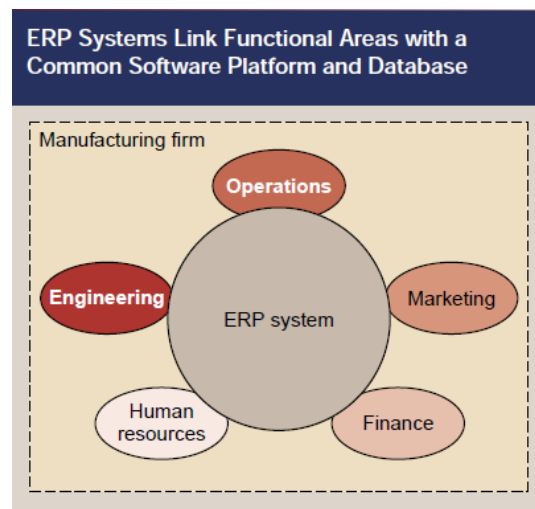 ERP Systems Link Functional Areas with a
Common Software Platform and Database
Manufacturing firm
Operations
Engineering
Marketing
ERP system
Human
resources
Finance